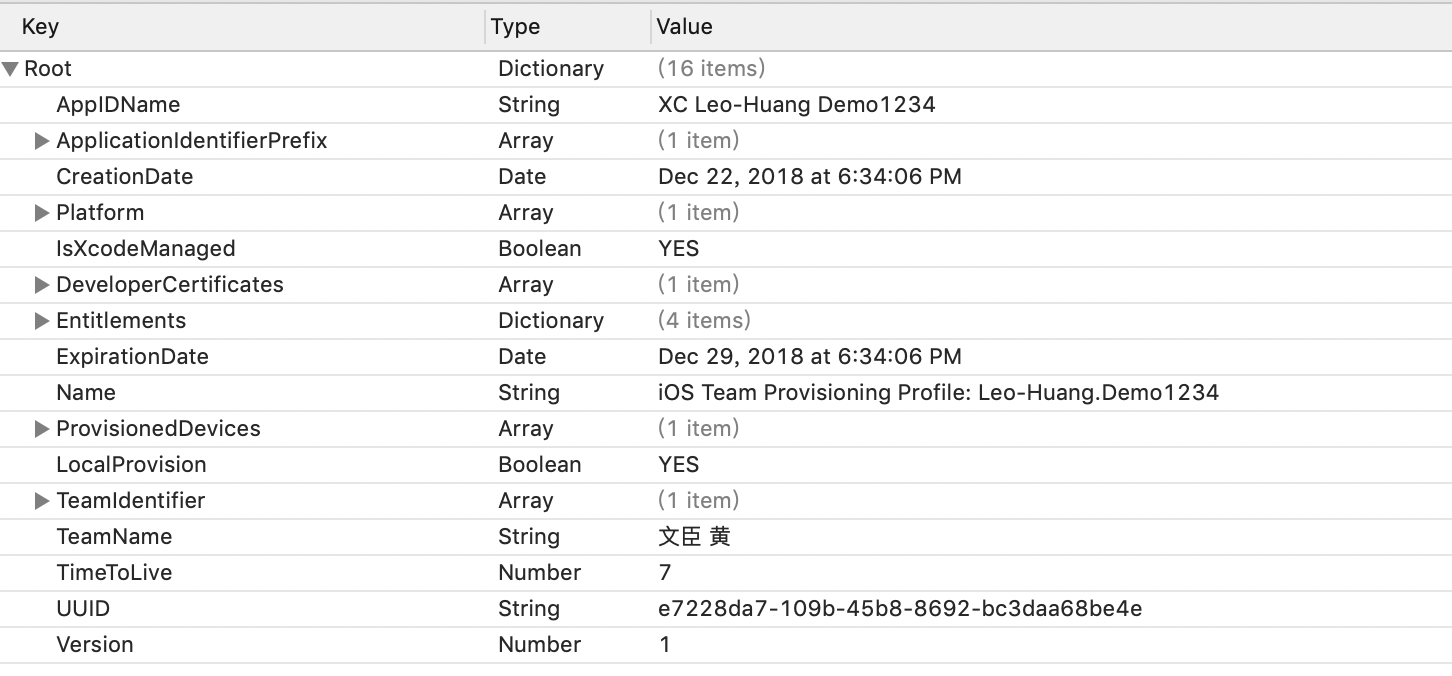 Key Type Value
Root Dictionary (16 items)
AppIDName String XC Leo-Huang Demo1234
ApplicationIdentifierPrefix Array (1 item)
CreationDate Date Dec 22, 2018 at 6:34:06 PM
Platform Array (1 item)
IsXcodeManaged Boolean YES
DeveloperCertificates Array (1 item)
Entitlements Dictionary (4 items)
ExpirationDate Date Dec 29, 2018 at 6:34:06 PM
Name String iOS Team Provisioning Profile: Leo-Huang.Demo1234
ProvisionedDevices Array (1 item)
LocalProvision Boolean YES
TeamIdentifier Array (1 item)
TeamName String 文臣 黄
TimeToLive Number 7
UUID String e7228da7-109b-45b8-8692-bc3daa68be4e
Version Number 1